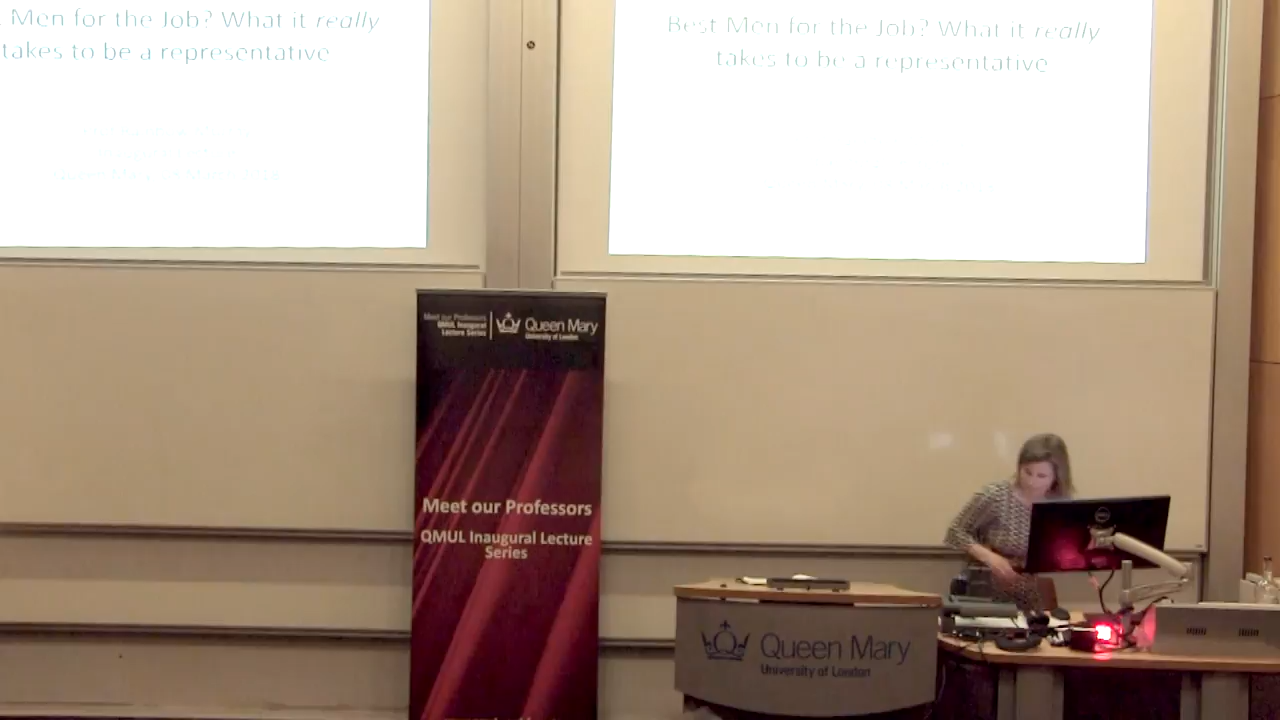 Men for the Job? What it really
takes to be a representative
Best Men for the Job? What it really
takes to be a representative
Meet our Professors
QMUL Inaugural
Lecture Series
Queen Mary
University of London
Meet our Professors
QMUL Inaugural Lecture
Series
DELL
Queen Mary
University of London